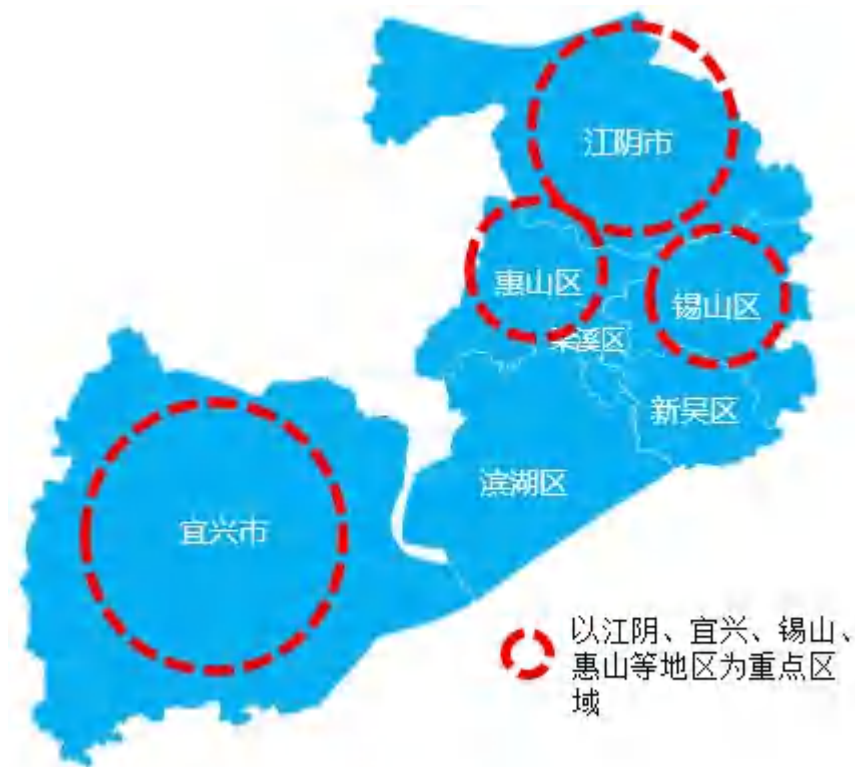 江阴市
惠山区
锡山区
梁溪区
新吴区
滨湖区
宜兴市
以江阴、宜兴、锡山、
惠山等地区为重点区
域